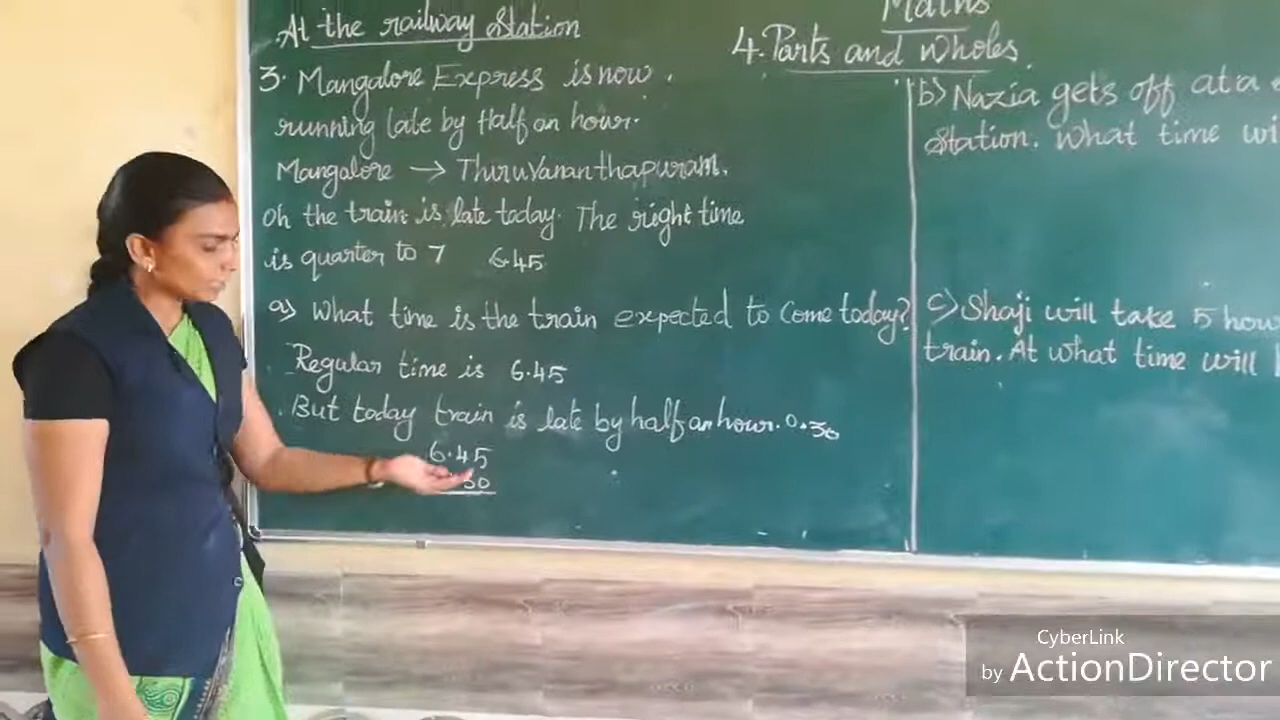 Maths
4. Parts and Wholes.
At the railway Station
3. Mangalore Express is now.
running late by Half an hour.
Mangalore → Thiruvananthapuram.
Oh the train is late today. The right time
is quarter to 7 6.45
a) What time is the train expected to come today?
Regular time is 6.45
But today train is late by half an hour. 0.30
6.45
30
b) Nazia gets off at a
Station. What time wi
c) Shaji will take 5 hou
train. At what time will
CyberLink
by ActionDirector